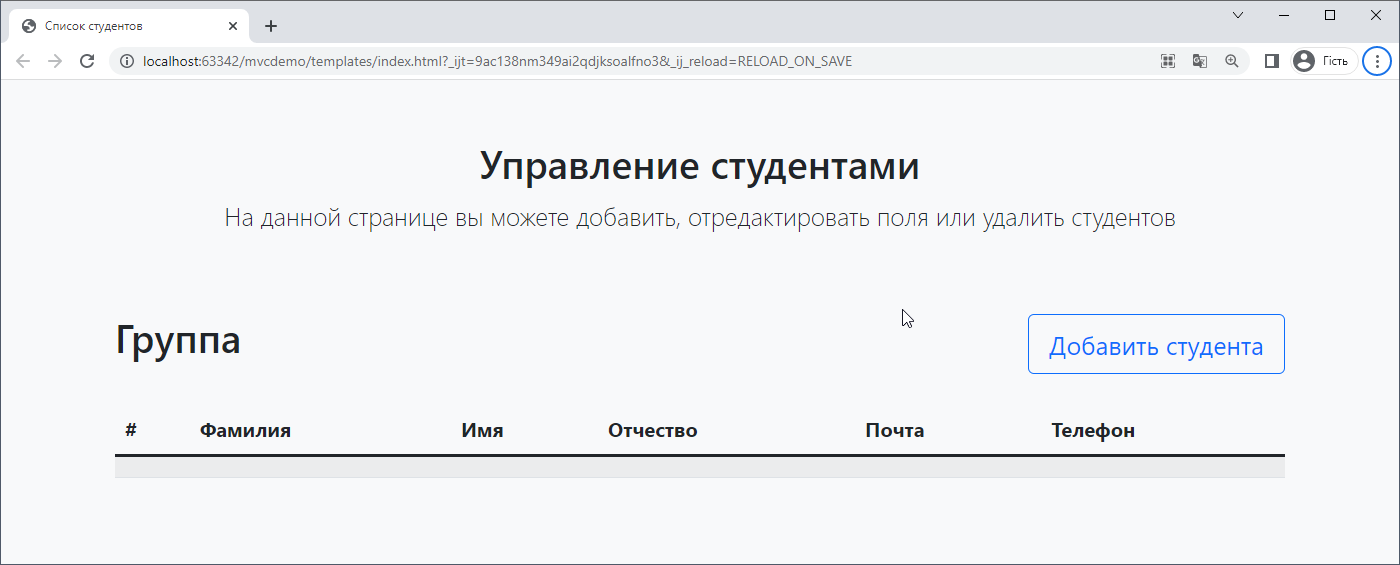 Список студентов
localhost:63342/mvcdemo/templates/index.html?_ijt=9ac138nm349ai2qdjksoalfno3&_ij_reload=RELOAD_ON_SAVE
Гість
Управление студентами
На данной странице вы можете добавить, отредактировать поля или удалить студентов
Группа
Добавить студента
# Фамилия Имя Отчество Почта Телефон